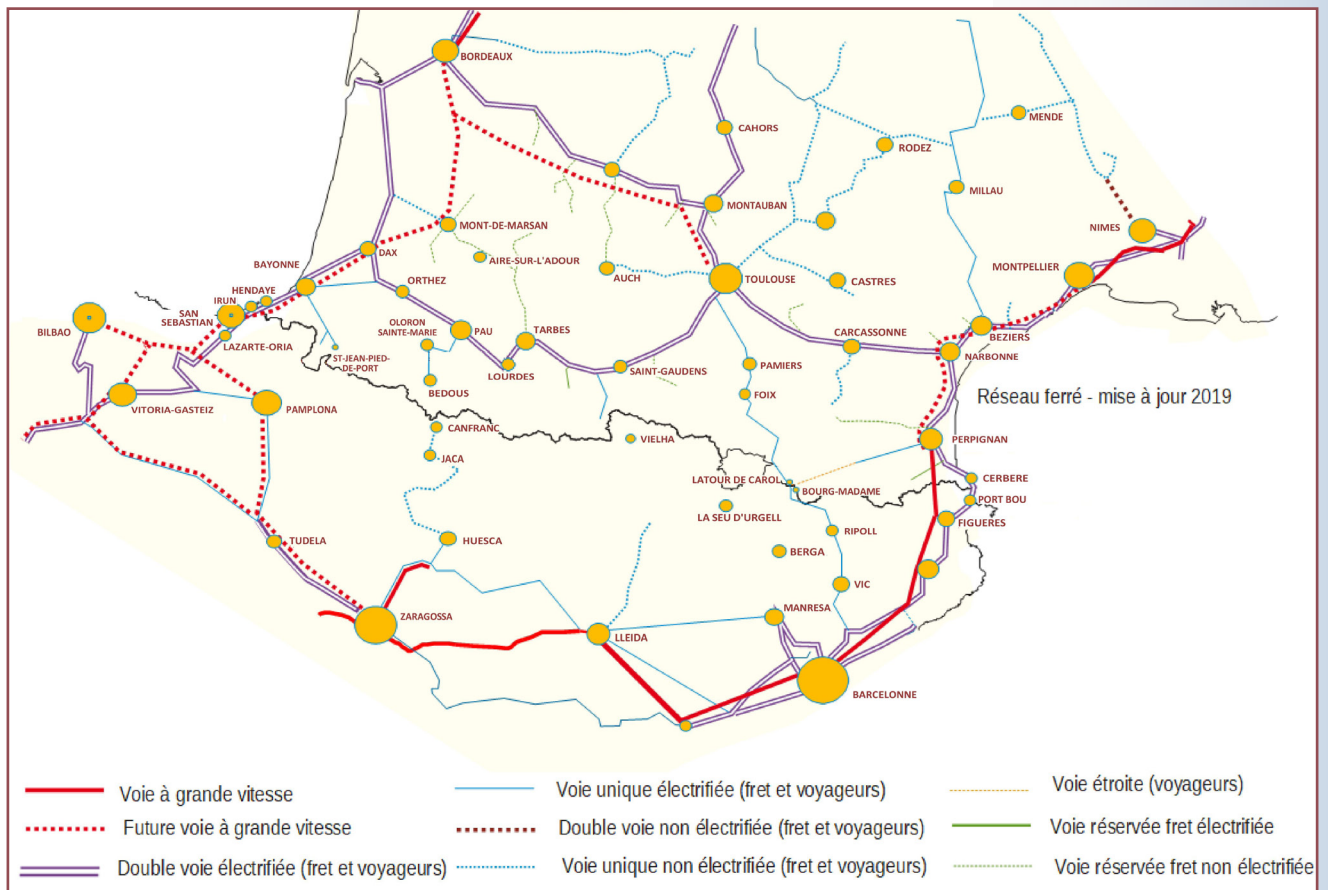 BORDEAUX
CAHORS
MENDE
RODEZ
MILLAU
MONTAUBAN
MONT-DE-MARSAN
NIMES
DAX
AIRE-SUR-L'ADOUR
BAYONNE
AUCH
TOULOUSE
CASTRES
MONTPELLIER
ORTHEZ
HENDAYE
IRUN
SAN
SEBASTIAN
BILBAO
OLORON
SAINTE-MARIE
PAU
TARBES
CARCASSONNE
BEZIERS
LAZARTE-ORIA
NARBONNE
ST-JEAN-PIED-
DE-PORT
LOURDES
SAINT-GAUDENS
PAMIERS
BEDOUS
FOIX
Réseau ferré - mise à jour 2019
VITORIA-GASTEIZ
PAMPLONA
CANFRANC
VIELHA
PERPIGNAN
JACA
LATOUR DE CAROL
BOURG-MADAME
CERBERE
PORT BOU
LA SEU D'URGELL
FIGUERES
RIPOLL
TUDELA
HUESCA
BERGA
VIC
MANRESA
ZARAGOSSA
LLEIDA
BARCELONNE
Voie à grande vitesse
Voie unique électrifiée (fret et voyageurs)
Voie étroite (voyageurs)
Future voie à grande vitesse
Double voie non électrifiée (fret et voyageurs)
Voie réservée fret électrifiée
Double voie électrifiée (fret et voyageurs)
Voie unique non électrifiée (fret et voyageurs)
Voie réservée fret non électrifiée